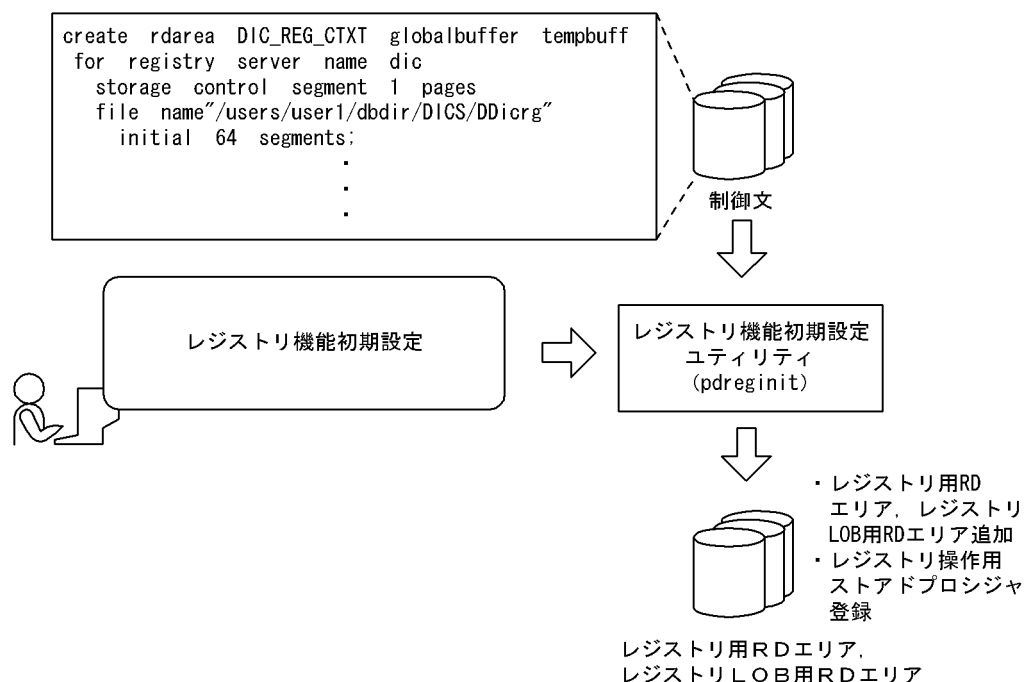 create rdarea DIC_REG_CTXT globalbuffer tempbuff
for registry server name dic
storage control segment 1 pages
file name"/users/user1/dbdir/DICS/DDicrg"
initial 64 segments;
・
・
・
制御文
レジストリ機能初期設定
レジストリ機能初期設定
ユティリティ
(pdreginit)
・レジストリ用RD
エリア，レジストリ
LOB用RDエリア追加
・レジストリ操作用
ストアドプロシジャ
登録
レジストリ用ＲＤエリア，
レジストリＬＯＢ用ＲＤエリア